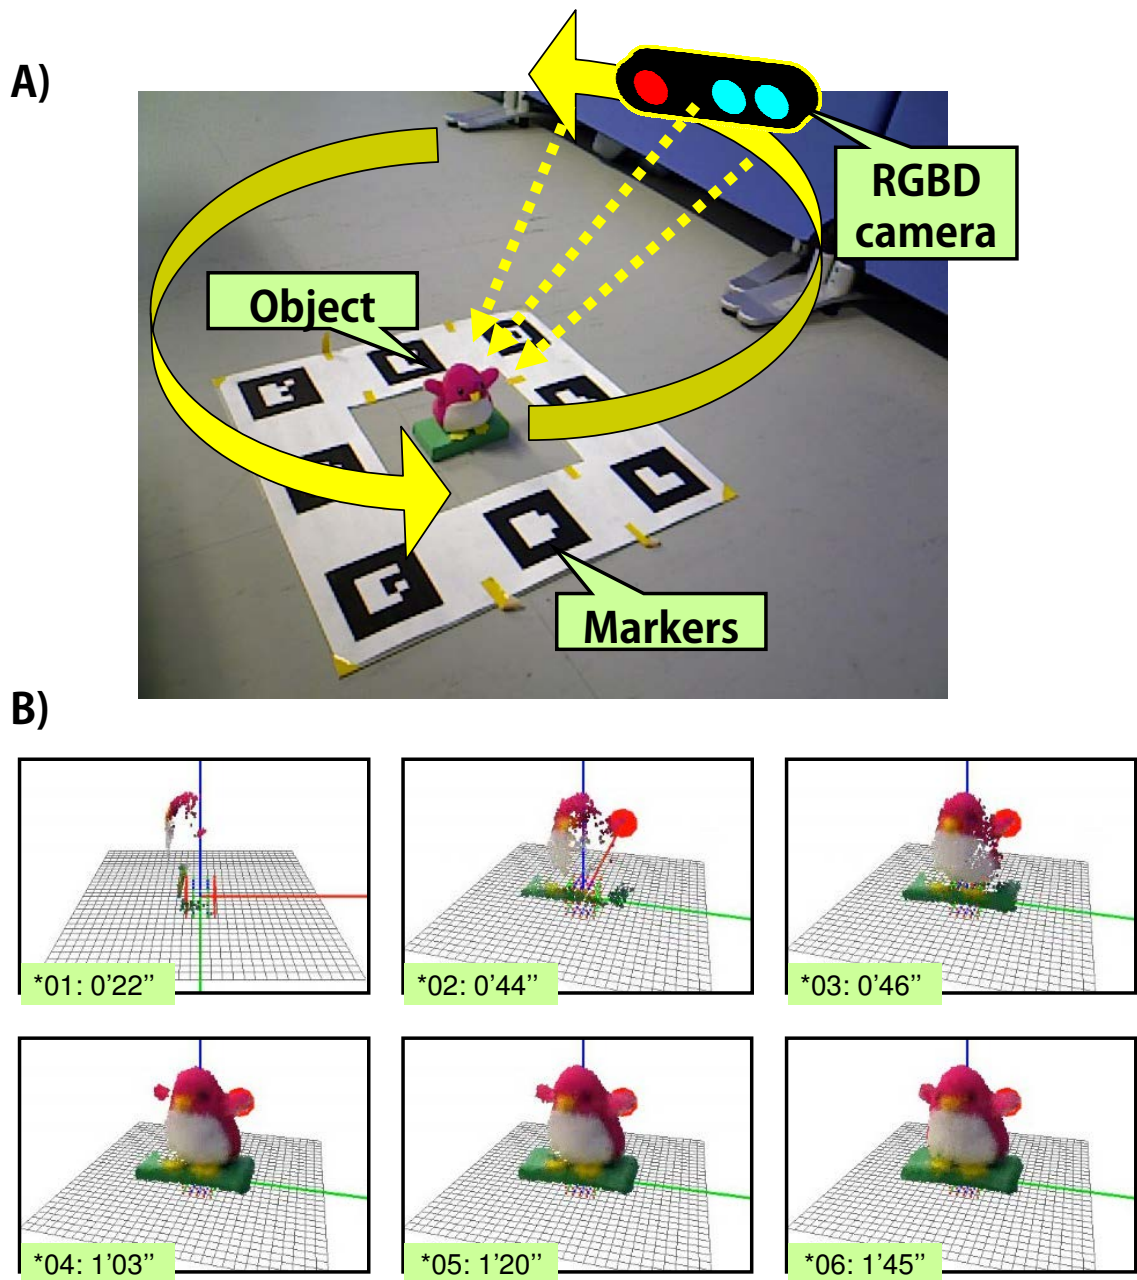 A)
RGBD
camera
Object
Markers
B)
*01: 0’22’’
*02: 0’44’’
*03: 0’46’’
*04: 1’03’’
*05: 1’20’’
*06: 1’45’’